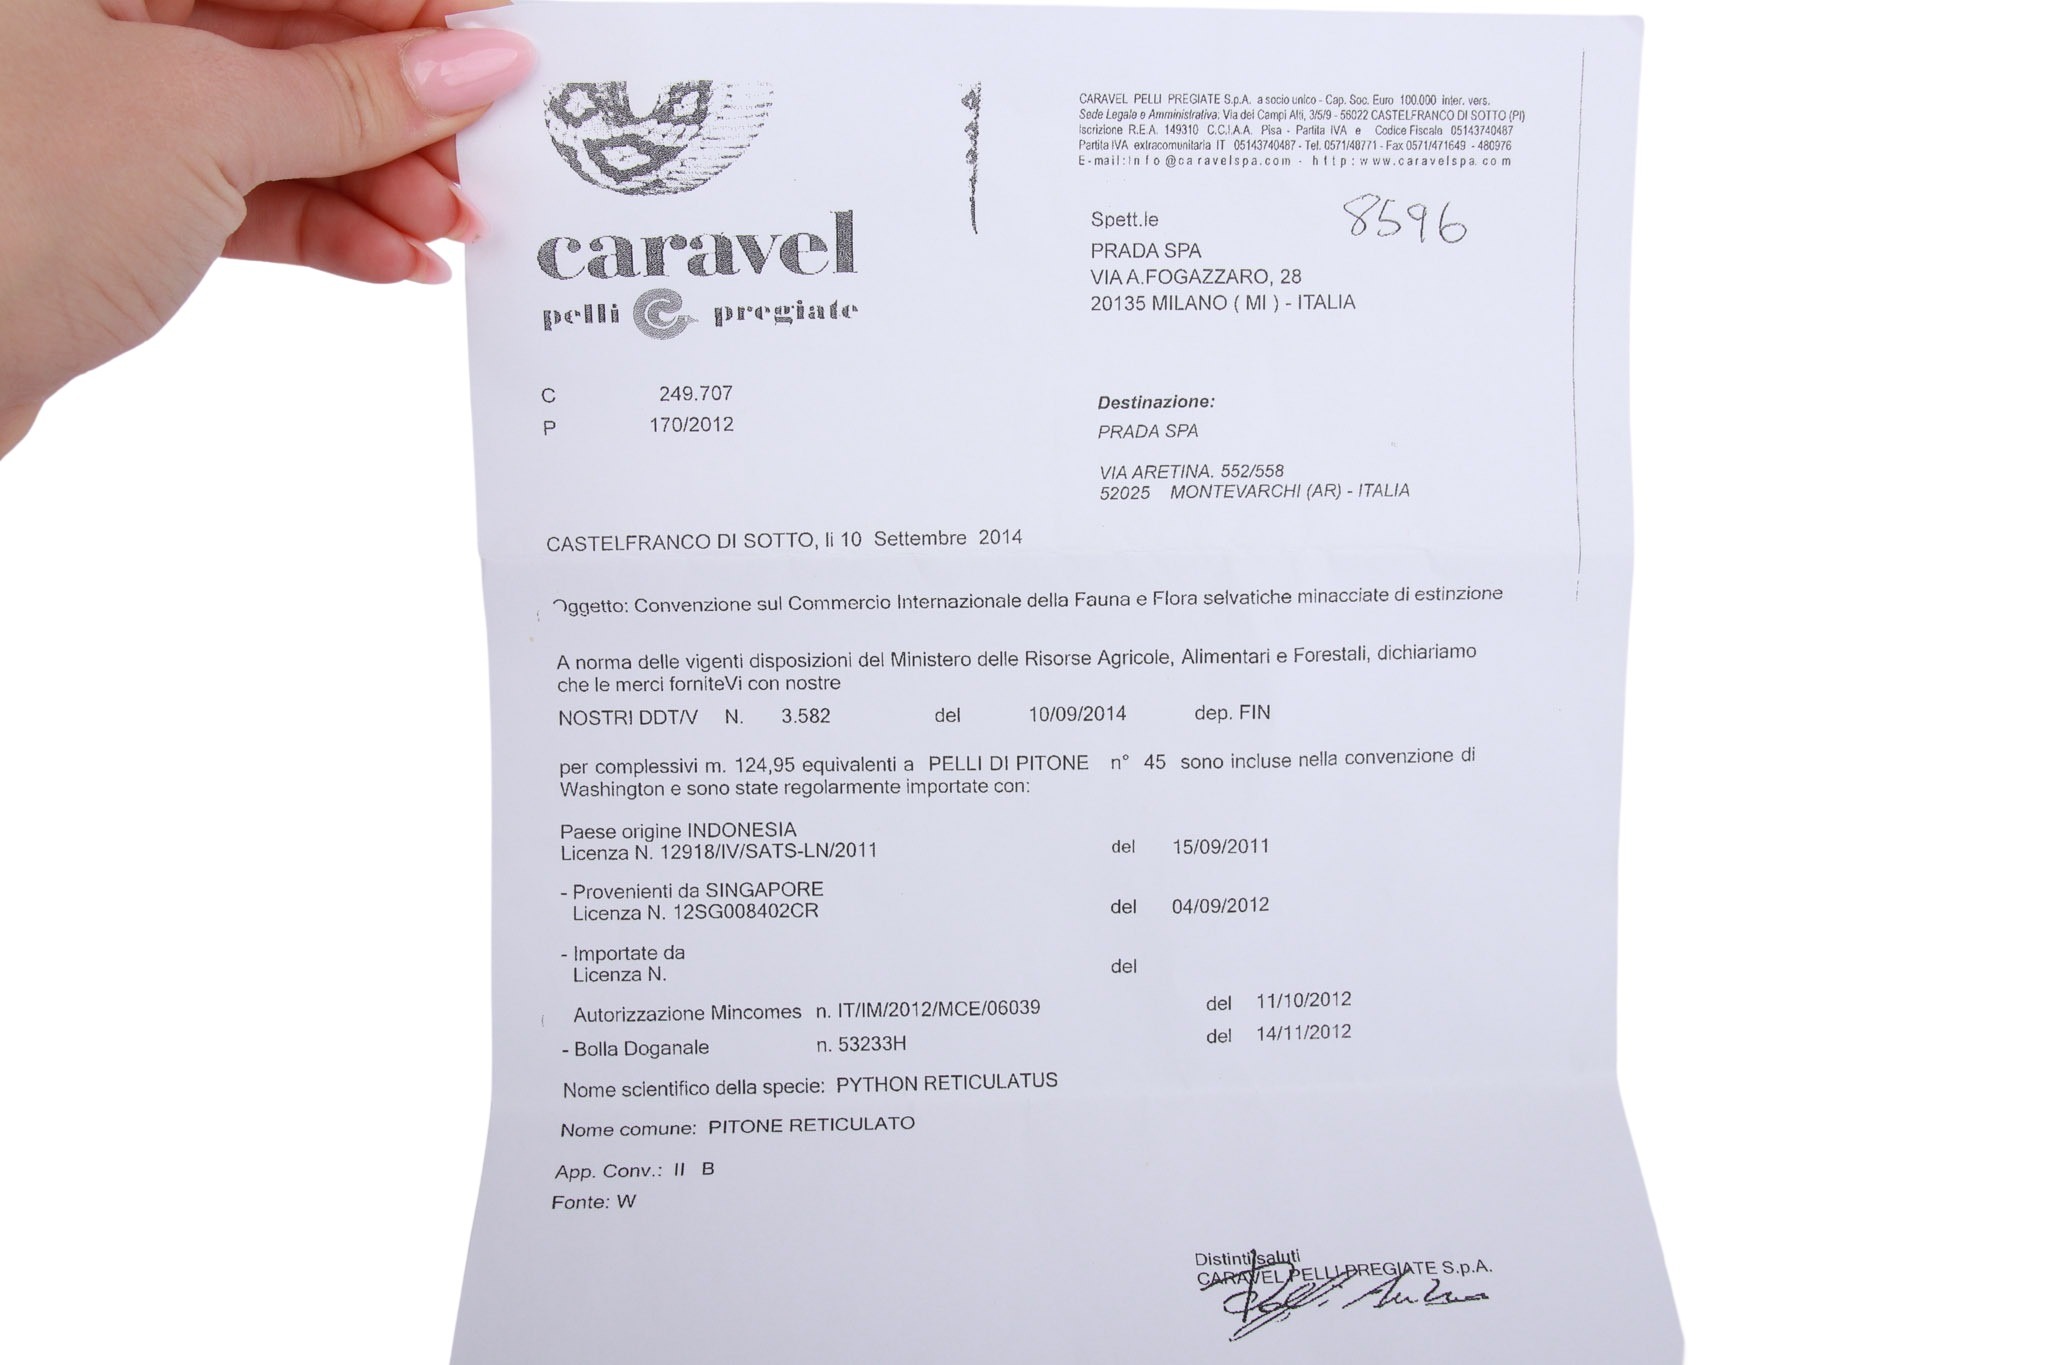 caravel
pelli pregiate
CARAVEL PELLI PREGIATE S.p.A. a socio unico - Cap. Soc. Euro 100.000 inter. vers.
Sede Legale e Amministrativa: Via dei Campi Alti, 3/5/9 - 56022 CASTELFRANCO DI SOTTO (PI)
Iscrizione R.E.A. 149310 C.C.I.A.A. Pisa - Partita IVA e Codice Fiscale 05143740487
Partita IVA extracomunitaria IT 05143740487 - Tel. 0571/48771 - Fax 0571/471649 - 480976
E-mail:info@caravelspa.com - http:www.caravelspa.com
8596
Spett.le
PRADA SPA
VIA A.FOGAZZARO, 28
20135 MILANO ( MI ) - ITALIA
C 249.707
P 170/2012
Destinazione:
PRADA SPA
VIA ARETINA. 552/558
52025 MONTEVARCHI (AR) - ITALIA
CASTELFRANCO DI SOTTO, li 10 Settembre 2014
Oggetto: Convenzione sul Commercio Internazionale della Fauna e Flora selvatiche minacciate di estinzione
A norma delle vigenti disposizioni del Ministero delle Risorse Agricole, Alimentari e Forestali, dichiariamo
che le merci forniteVi con nostre
NOSTRI DDT/V N. 3.582 del 10/09/2014 dep. FIN
per complessivi m. 124,95 equivalenti a PELLI DI PITONE n° 45 sono incluse nella convenzione di
Washington e sono state regolarmente importate con:
Paese origine INDONESIA
Licenza N. 12918/IV/SATS-LN/2011 del 15/09/2011
- Provenienti da SINGAPORE
Licenza N. 12SG008402CR del 04/09/2012
- Importate da
Licenza N. del
Autorizzazione Mincomes n. IT/IM/2012/MCE/06039 del 11/10/2012
- Bolla Doganale n. 53233H del 14/11/2012
Nome scientifico della specie: PYTHON RETICULATUS
Nome comune: PITONE RETICULATO
App. Conv.: II B
Fonte: W
Distinti saluti
CARAVEL PELLI PREGIATE S.p.A.